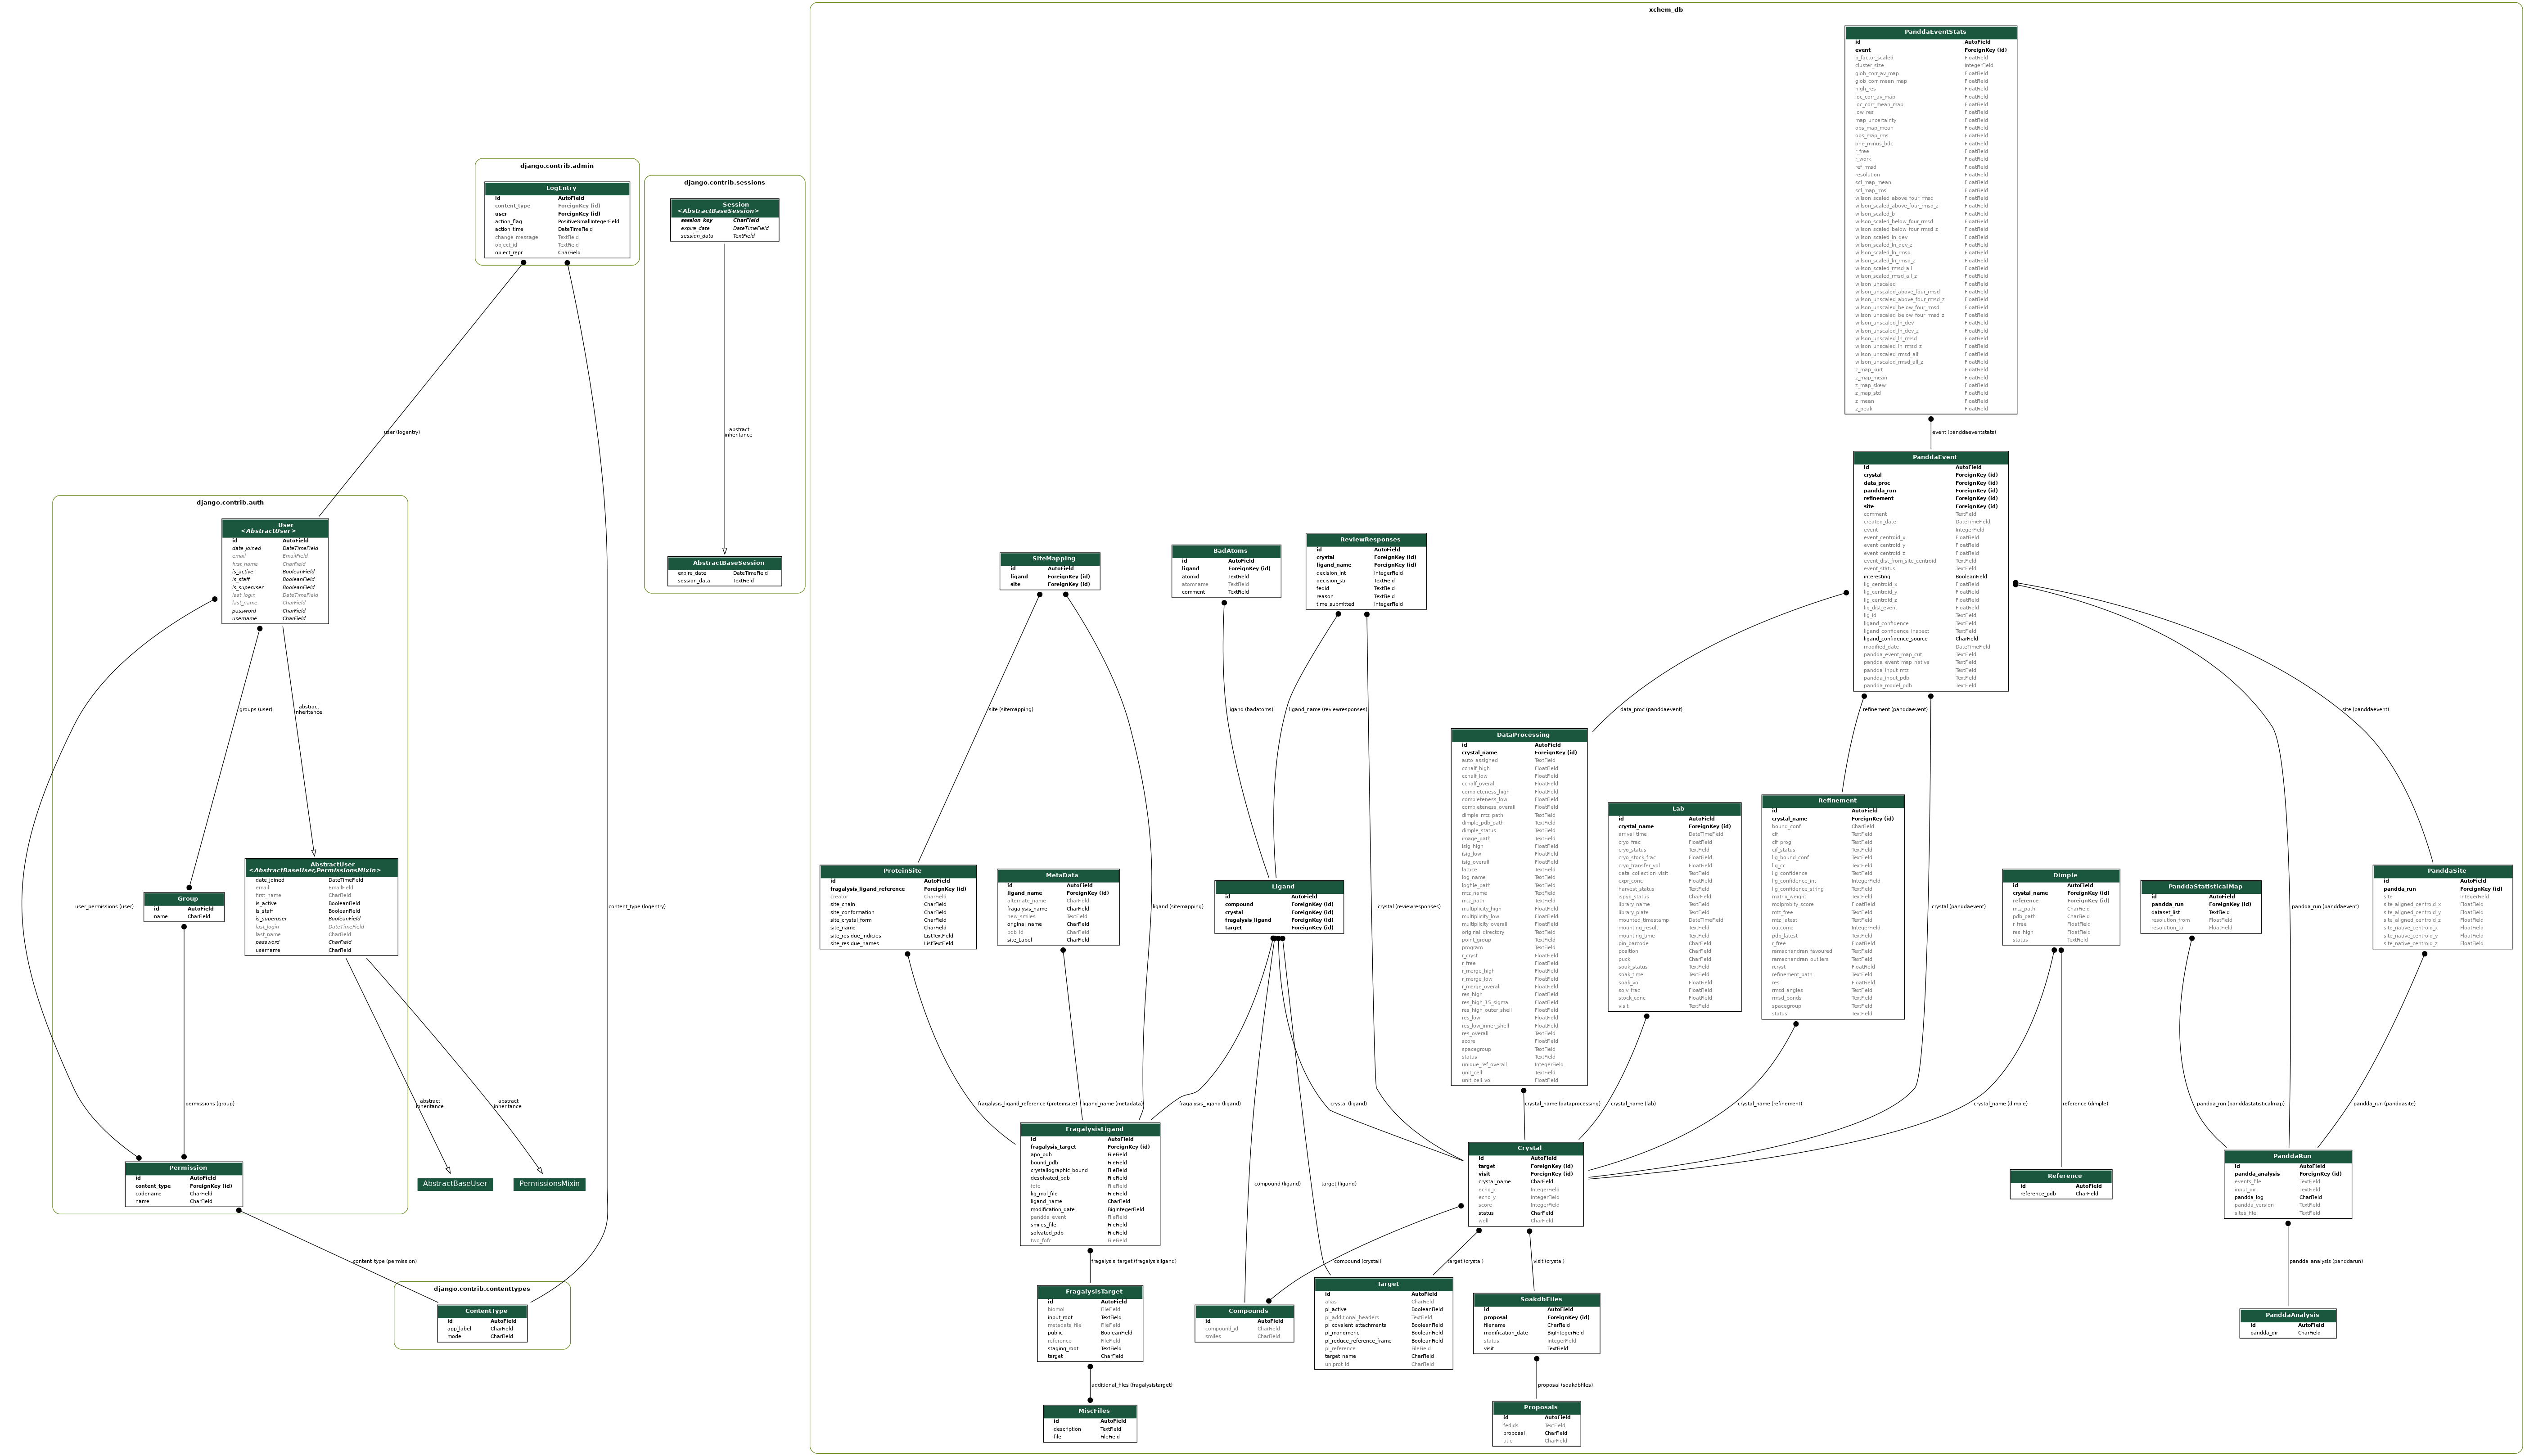 xchem_db
PanddaEventStats
id AutoField
event ForeignKey (id)
b_factor_scaled FloatField
cluster_size IntegerField
glob_corr_av_map FloatField
glob_corr_mean_map FloatField
high_res FloatField
loc_corr_av_map FloatField
loc_corr_mean_map FloatField
low_res FloatField
map_uncertainty FloatField
obs_map_mean FloatField
obs_map_rms FloatField
one_minus_bdc FloatField
r_free FloatField
r_work FloatField
ref_rmsd FloatField
resolution FloatField
scl_map_mean FloatField
scl_map_rms FloatField
wilson_scaled_above_four_rmsd FloatField
wilson_scaled_above_four_rmsd_z FloatField
wilson_scaled_b FloatField
wilson_scaled_below_four_rmsd FloatField
wilson_scaled_below_four_rmsd_z FloatField
wilson_scaled_ln_dev FloatField
wilson_scaled_ln_dev_z FloatField
wilson_scaled_ln_rmsd FloatField
wilson_scaled_ln_rmsd_z FloatField
wilson_scaled_rmsd_all FloatField
wilson_scaled_rmsd_all_z FloatField
wilson_unscaled FloatField
wilson_unscaled_above_four_rmsd FloatField
wilson_unscaled_above_four_rmsd_z FloatField
wilson_unscaled_below_four_rmsd FloatField
wilson_unscaled_below_four_rmsd_z FloatField
wilson_unscaled_ln_dev FloatField
wilson_unscaled_ln_dev_z FloatField
wilson_unscaled_ln_rmsd FloatField
wilson_unscaled_ln_rmsd_z FloatField
wilson_unscaled_rmsd_all FloatField
wilson_unscaled_rmsd_all_z FloatField
z_map_kurt FloatField
z_map_mean FloatField
z_map_skew FloatField
z_map_std FloatField
z_mean FloatField
z_peak FloatField
django.contrib.admin
LogEntry
id AutoField
content_type ForeignKey (id)
user ForeignKey (id)
action_flag PositiveSmallIntegerField
action_time DateTimeField
change_message TextField
object_id TextField
object_repr CharField
django.contrib.sessions
Session
<AbstractBaseSession>
session_key CharField
expire_date DateTimeField
session_data TextField
user (logentry)
abstract
inheritance
event (panddaeventstats)
AbstractBaseSession
expire_date DateTimeField
session_data TextField
django.contrib.auth
User
<AbstractUser>
id AutoField
date_joined DateTimeField
email EmailField
first_name CharField
is_active BooleanField
is_staff BooleanField
is_superuser BooleanField
last_login DateTimeField
last_name CharField
password CharField
username CharField
PanddaEvent
id AutoField
crystal ForeignKey (id)
data_proc ForeignKey (id)
pandda_run ForeignKey (id)
refinement ForeignKey (id)
site ForeignKey (id)
comment TextField
created_date DateTimeField
event IntegerField
event_centroid_x FloatField
event_centroid_y FloatField
event_centroid_z FloatField
event_dist_from_site_centroid TextField
event_status TextField
interesting BooleanField
lig_centroid_x FloatField
lig_centroid_y FloatField
lig_centroid_z FloatField
lig_dist_event FloatField
lig_id TextField
ligand_confidence TextField
ligand_confidence_inspect TextField
ligand_confidence_source CharField
modified_date DateTimeField
pandda_event_map_cut TextField
pandda_event_map_native TextField
pandda_input_mtz TextField
pandda_input_pdb TextField
pandda_model_pdb TextField
SiteMapping
id AutoField
ligand ForeignKey (id)
site ForeignKey (id)
BadAtoms
id AutoField
ligand ForeignKey (id)
atomid TextField
atomname TextField
comment TextField
ReviewResponses
id AutoField
crystal ForeignKey (id)
ligand_name ForeignKey (id)
decision_int IntegerField
decision_str TextField
fedid TextField
reason TextField
time_submitted IntegerField
groups (user)
abstract
inheritance
site (sitemapping)
ligand (badatoms)
ligand_name (reviewresponses)
data_proc (panddaevent)
refinement (panddaevent)
site (panddaevent)
DataProcessing
id AutoField
crystal_name ForeignKey (id)
auto_assigned TextField
cchalf_high FloatField
cchalf_low FloatField
cchalf_overall FloatField
completeness_high FloatField
completeness_low FloatField
completeness_overall FloatField
dimple_mtz_path TextField
dimple_pdb_path TextField
dimple_status TextField
image_path TextField
isig_high FloatField
isig_low FloatField
isig_overall FloatField
lattice TextField
log_name TextField
logfile_path TextField
mtz_name TextField
mtz_path TextField
multiplicity_high FloatField
multiplicity_low FloatField
multiplicity_overall FloatField
original_directory TextField
point_group TextField
program TextField
r_cryst FloatField
r_free FloatField
r_merge_high FloatField
r_merge_low FloatField
r_merge_overall FloatField
res_high FloatField
res_high_15_sigma FloatField
res_high_outer_shell FloatField
res_low FloatField
res_low_inner_shell FloatField
res_overall TextField
score FloatField
spacegroup TextField
status TextField
unique_ref_overall IntegerField
unit_cell TextField
unit_cell_vol FloatField
Lab
id AutoField
crystal_name ForeignKey (id)
arrival_time DateTimeField
cryo_frac FloatField
cryo_status TextField
cryo_stock_frac FloatField
cryo_transfer_vol FloatField
data_collection_visit TextField
expr_conc FloatField
harvest_status TextField
ispyb_status CharField
library_name TextField
library_plate TextField
mounted_timestamp DateTimeField
mounting_result TextField
mounting_time TextField
pin_barcode CharField
position CharField
puck CharField
soak_status TextField
soak_time TextField
soak_vol FloatField
solv_frac FloatField
stock_conc FloatField
visit TextField
Refinement
id AutoField
crystal_name ForeignKey (id)
bound_conf CharField
cif TextField
cif_prog TextField
cif_status TextField
lig_bound_conf TextField
lig_cc TextField
lig_confidence TextField
lig_confidence_int IntegerField
lig_confidence_string TextField
matrix_weight TextField
molprobity_score FloatField
mtz_free TextField
mtz_latest TextField
outcome IntegerField
pdb_latest TextField
r_free FloatField
ramachandran_favoured TextField
ramachandran_outliers TextField
rcryst FloatField
refinement_path TextField
res FloatField
rmsd_angles TextField
rmsd_bonds TextField
spacegroup TextField
status TextField
AbstractUser
<AbstractBaseUser,PermissionsMixin>
date_joined DateTimeField
email EmailField
first_name CharField
is_active BooleanField
is_staff BooleanField
is_superuser BooleanField
last_login DateTimeField
last_name CharField
password CharField
username CharField
Group
id AutoField
name CharField
ProteinSite
id AutoField
fragalysis_ligand_reference ForeignKey (id)
creator CharField
site_chain CharField
site_conformation CharField
site_crystal_form CharField
site_name CharField
site_residue_indicies ListTextField
site_residue_names ListTextField
MetaData
id AutoField
ligand_name ForeignKey (id)
alternate_name CharField
fragalysis_name CharField
new_smiles TextField
original_name CharField
pdb_id CharField
site_Label CharField
Ligand
id AutoField
compound ForeignKey (id)
crystal ForeignKey (id)
fragalysis_ligand ForeignKey (id)
target ForeignKey (id)
Dimple
id AutoField
crystal_name ForeignKey (id)
reference ForeignKey (id)
mtz_path CharField
pdb_path CharField
r_free FloatField
res_high FloatField
status TextField
PanddaStatisticalMap
id AutoField
pandda_run ForeignKey (id)
dataset_list TextField
resolution_from FloatField
resolution_to FloatField
PanddaSite
id AutoField
pandda_run ForeignKey (id)
site IntegerField
site_aligned_centroid_x FloatField
site_aligned_centroid_y FloatField
site_aligned_centroid_z FloatField
site_native_centroid_x FloatField
site_native_centroid_y FloatField
site_native_centroid_z FloatField
user_permissions (user)
content_type (logentry)
ligand (sitemapping)
crystal (reviewresponses)
crystal (panddaevent)
pandda_run (panddaevent)
permissions (group)
abstract
inheritance
abstract
inheritance
fragalysis_ligand_reference (proteinsite)
ligand_name (metadata)
fragalysis_ligand (ligand)
crystal (ligand)
crystal_name (dataprocessing)
crystal_name (lab)
crystal_name (refinement)
crystal_name (dimple)
reference (dimple)
pandda_run (panddastatisticalmap)
pandda_run (panddasite)
FragalysisLigand
id AutoField
fragalysis_target ForeignKey (id)
apo_pdb FileField
bound_pdb FileField
crystallographic_bound FileField
desolvated_pdb FileField
fofc FileField
lig_mol_file FileField
ligand_name CharField
modification_date BigIntegerField
pandda_event FileField
smiles_file FileField
solvated_pdb FileField
two_fofc FileField
Crystal
id AutoField
target ForeignKey (id)
visit ForeignKey (id)
crystal_name CharField
echo_x IntegerField
echo_y IntegerField
score IntegerField
status CharField
well CharField
Permission
id AutoField
content_type ForeignKey (id)
codename CharField
name CharField
AbstractBaseUser
PermissionsMixin
Reference
id AutoField
reference_pdb CharField
PanddaRun
id AutoField
pandda_analysis ForeignKey (id)
events_file TextField
input_dir TextField
pandda_log CharField
pandda_version TextField
sites_file TextField
compound (ligand)
target (ligand)
content_type (permission)
fragalysis_target (fragalysisligand)
compound (crystal)
target (crystal)
visit (crystal)
pandda_analysis (panddarun)
django.contrib.contenttypes
ContentType
id AutoField
app_label CharField
model CharField
FragalysisTarget
id AutoField
biomol FileField
input_root TextField
metadata_file FileField
public BooleanField
reference FileField
staging_root TextField
target CharField
Compounds
id AutoField
compound_id CharField
smiles CharField
Target
id AutoField
alias CharField
pl_active BooleanField
pl_additional_headers TextField
pl_covalent_attachments BooleanField
pl_monomeric BooleanField
pl_reduce_reference_frame BooleanField
pl_reference FileField
target_name CharField
uniprot_id CharField
SoakdbFiles
id AutoField
proposal ForeignKey (id)
filename CharField
modification_date BigIntegerField
status IntegerField
visit TextField
PanddaAnalysis
id AutoField
pandda_dir CharField
additional_files (fragalysistarget)
proposal (soakdbfiles)
MiscFiles
id AutoField
description TextField
file FileField
Proposals
id AutoField
fedids TextField
proposal CharField
title CharField